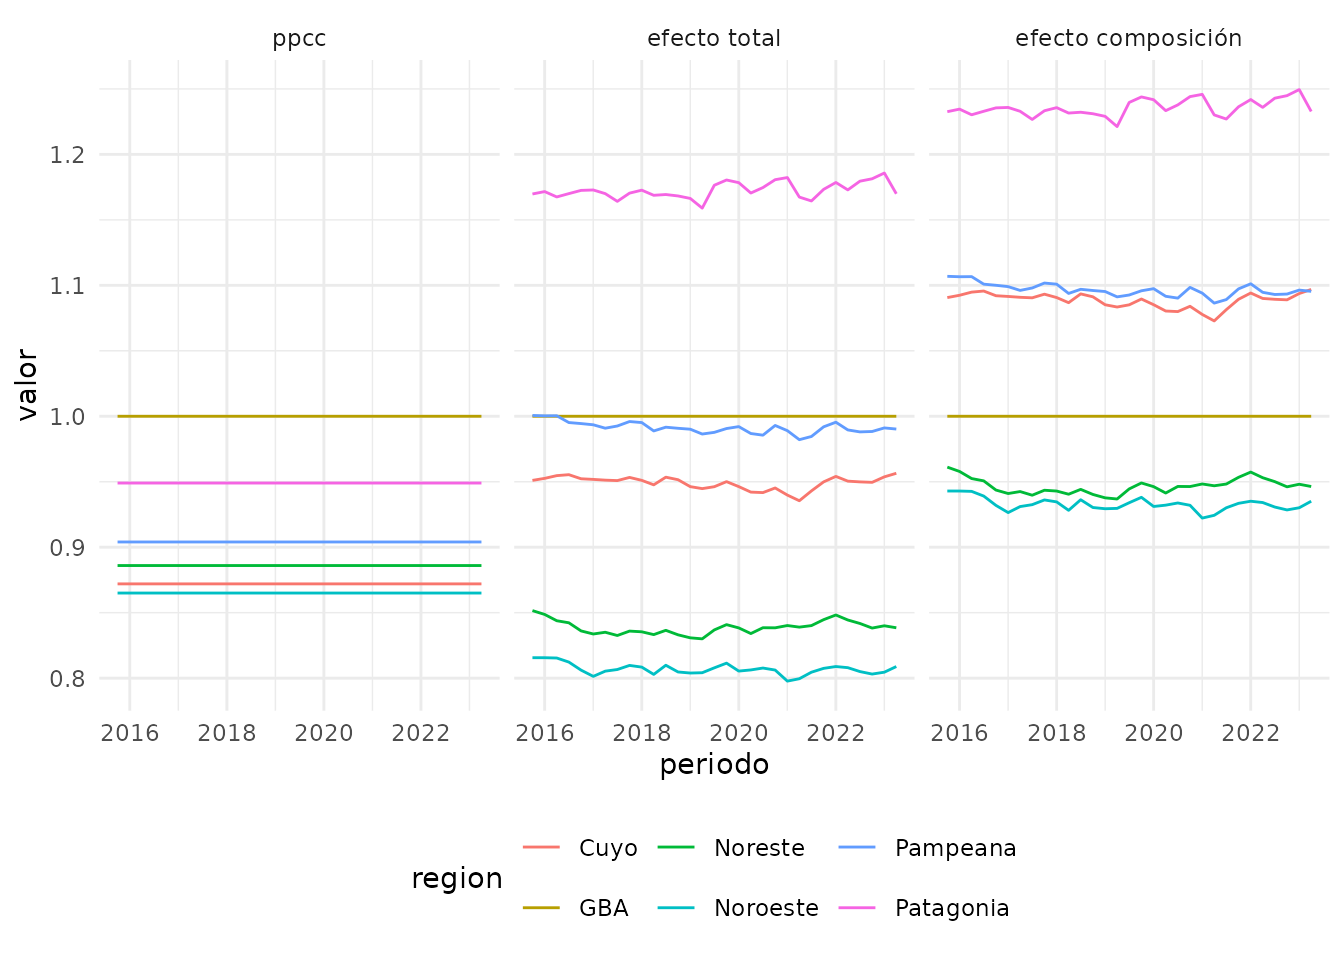 ppcc efecto total efecto composición
valor
1.2
1.1
1.0
0.9
0.8
2016 2018 2020 2022 2016 2018 2020 2022 2016 2018 2020 2022
periodo
region
Cuyo Noreste Pampeana
GBA Noroeste Patagonia